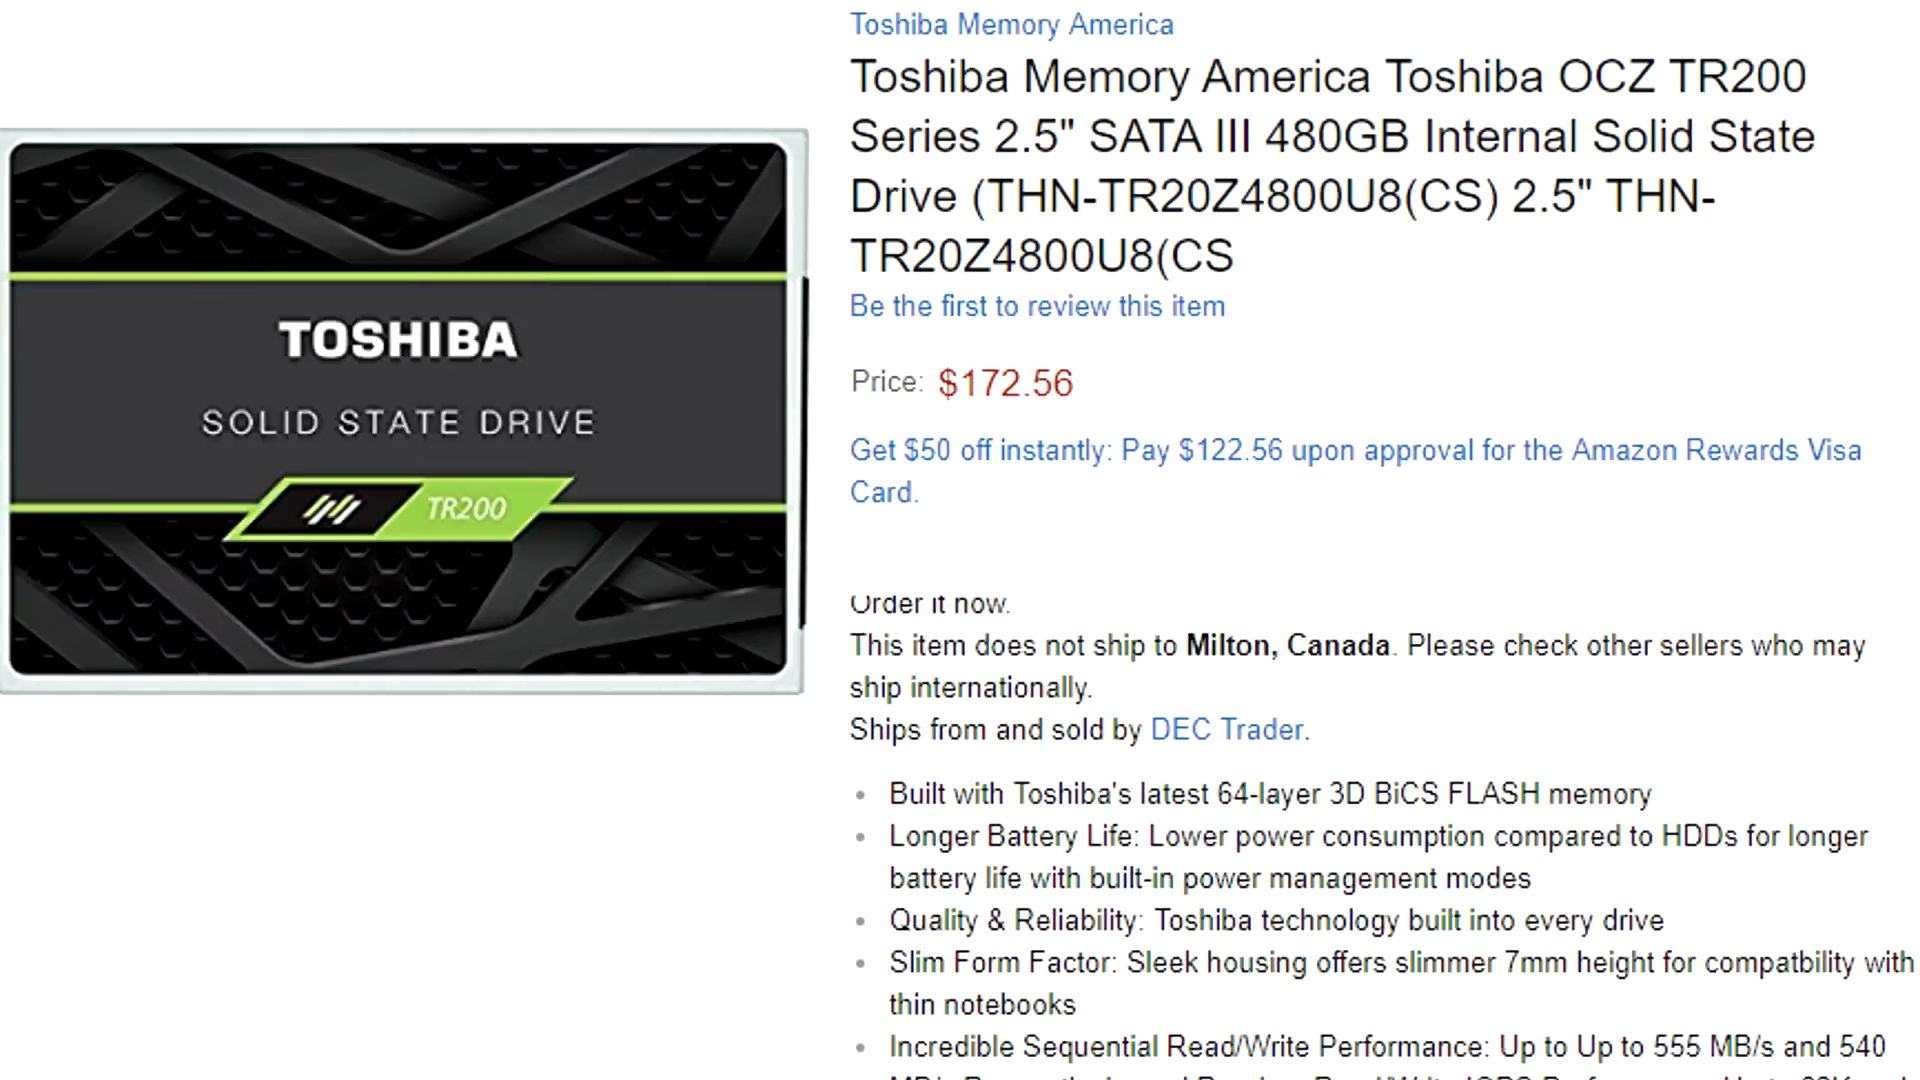 Toshiba Memory America
Toshiba Memory America Toshiba OCZ TR200
Series 2.5" SATA III 480GB Internal Solid State
Drive (THN-TR20Z4800U8(CS) 2.5" THN-
TR20Z4800U8(CS
Be the first to review this item
Price: $172.56
Get $50 off instantly: Pay $122.56 upon approval for the Amazon Rewards Visa
Card.
Order it now.
This item does not ship to Milton, Canada. Please check other sellers who may
ship internationally.
Ships from and sold by DEC Trader.
Built with Toshiba's latest 64-layer 3D BiCS FLASH memory
Longer Battery Life: Lower power consumption compared to HDDs for longer
battery life with built-in power management modes
Quality & Reliability: Toshiba technology built into every drive
Slim Form Factor: Sleek housing offers slimmer 7mm height for compatbility with
thin notebooks
Incredible Sequential Read/Write Performance: Up to Up to 555 MB/s and 540
TOSHIBA
SOLID STATE DRIVE
TR200